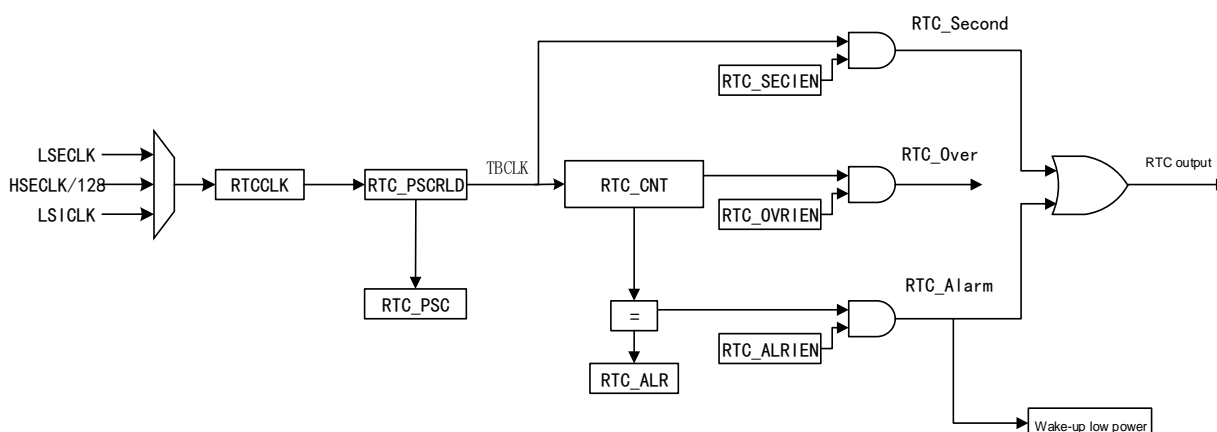 RTC_Second
RTC_SECIEN
LSECLK
HSECLK/128
LSICLK
RTCCLK
RTC_PSCRLD
TBCLK
RTC_CNT
RTC_Over
RTC_OVRIEN
RTC output
RTC_PSC
=
RTC_Alarm
RTC_ALRIEN
RTC_ALR
Wake-up low power